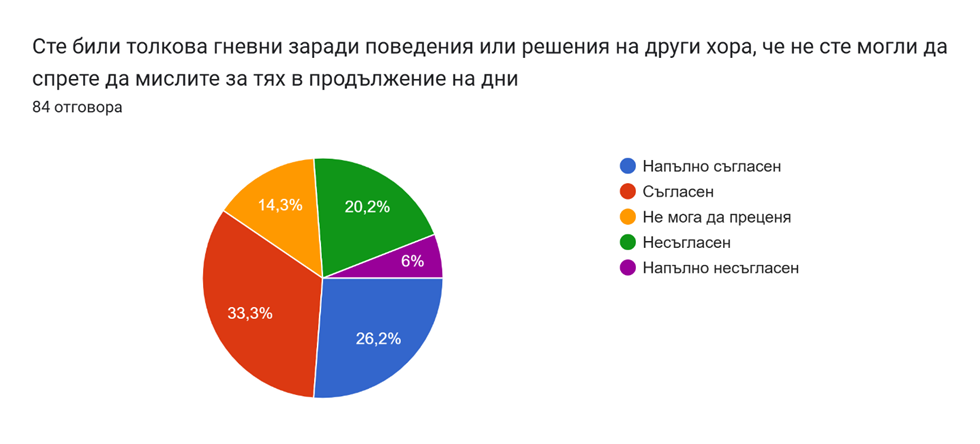 Сте били толкова гневни заради поведения или решения на други хора, че не сте могли да
спрете да мислите за тях в продължение на дни
84 отговора
14,3%
20,2%
6%
33,3%
26,2%
Напълно съгласен
Съгласен
Не мога да преценя
Несъгласен
Напълно несъгласен